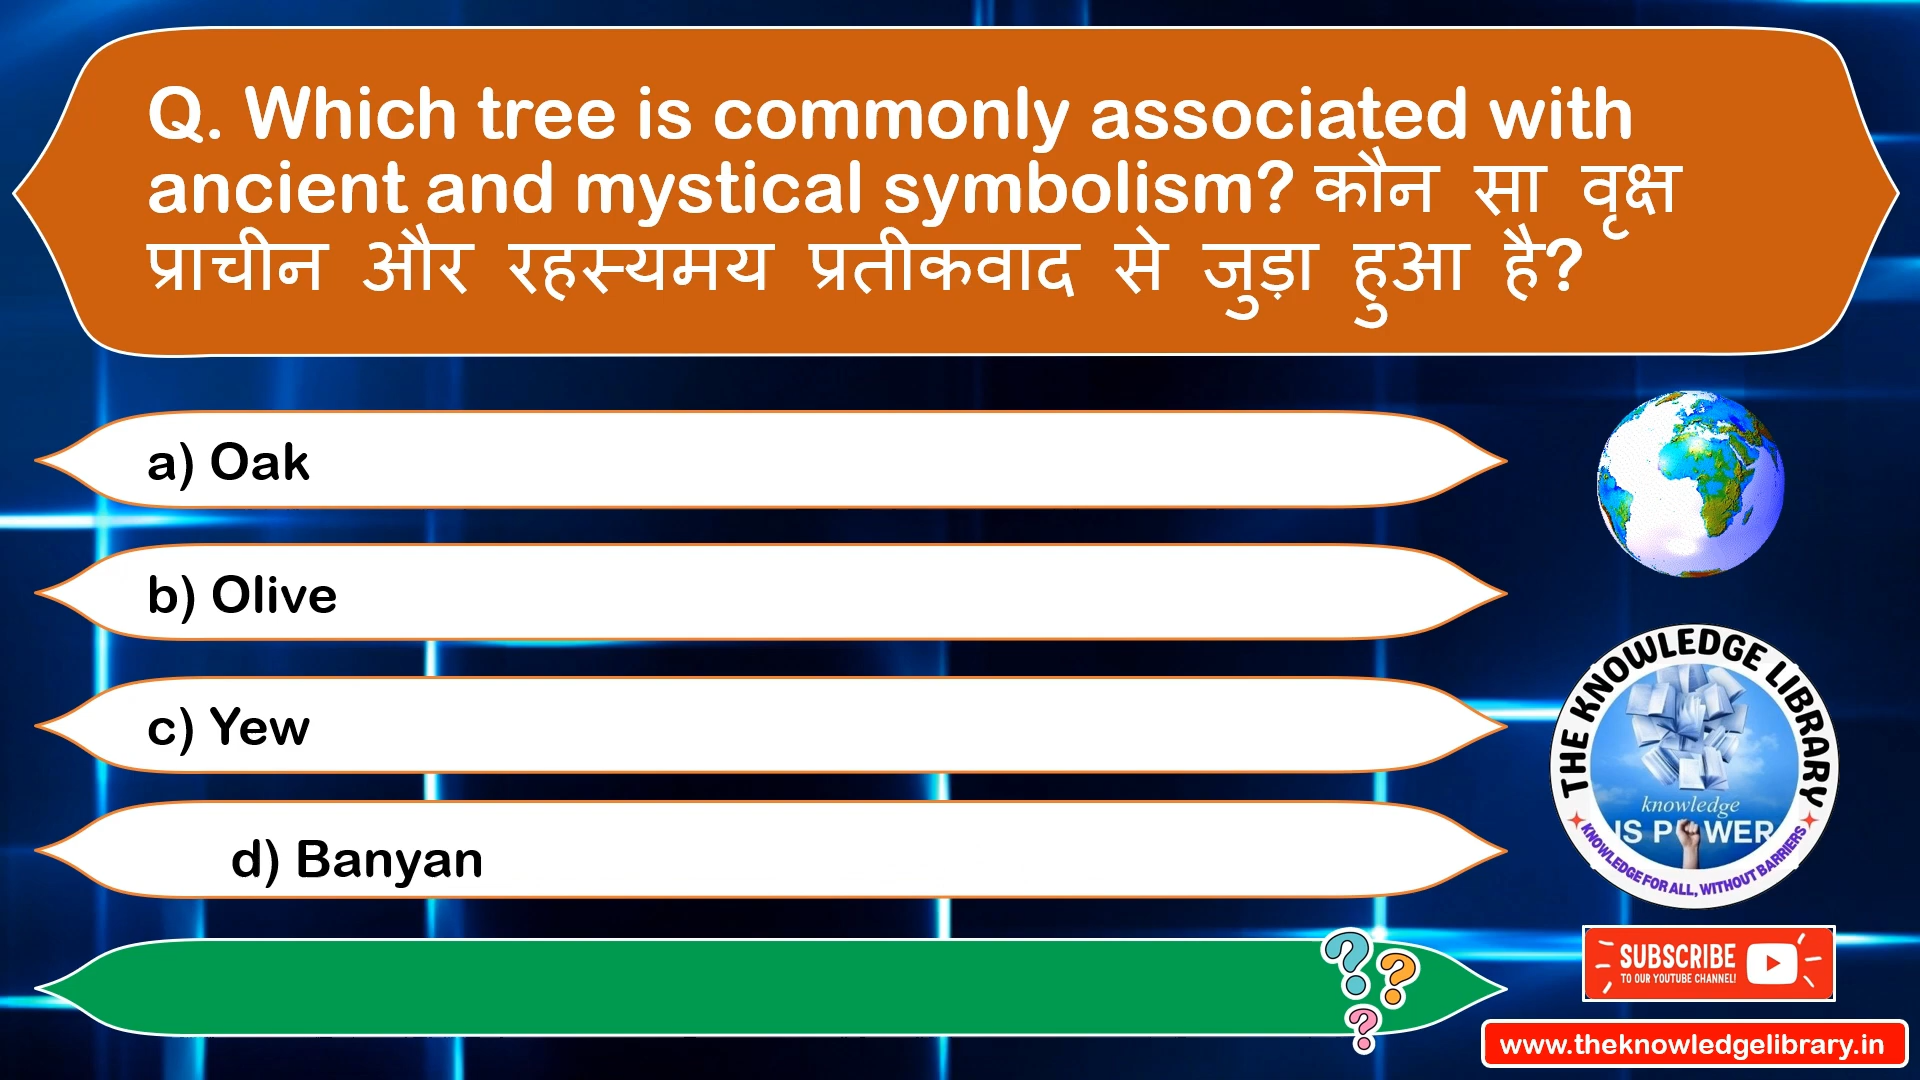 Q. Which tree is commonly associated with
ancient and mystical symbolism? कौन सा वृक्ष
प्राचीन और रहस्यमय प्रतीकवाद से जुड़ा हुआ है?
a) Oak
b) Olive
c) Yew
d) Banyan
THE KNOWLEDGE LIBRARY
knowledge
IS POWER
KNOWLEDGE FOR ALL, WITHOUT BARRIERS
SUBSCRIBE
TO OUR YOUTUBE CHANNEL!
www.theknowledgelibrary.in